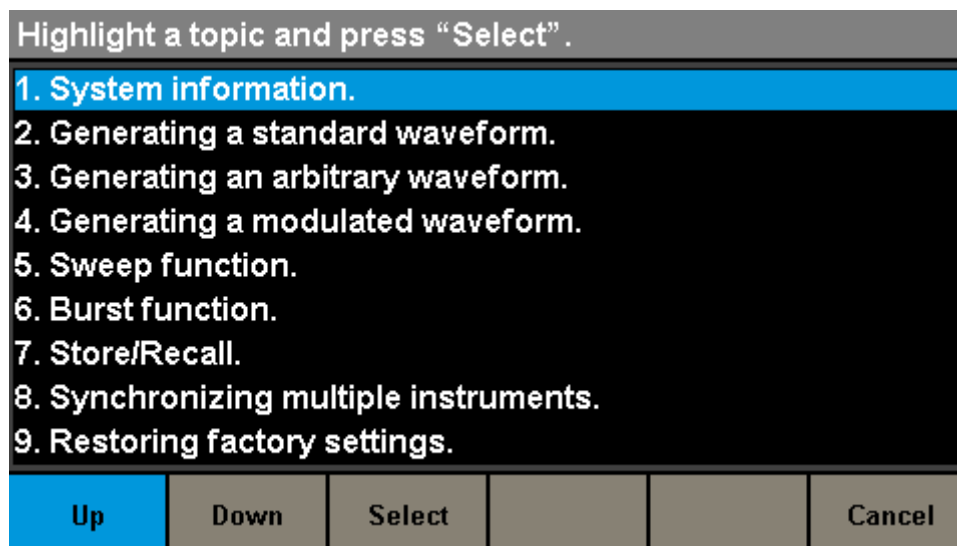 Highlight a topic and press “Select”.
1. System information.
2. Generating a standard waveform.
3. Generating an arbitrary waveform.
4. Generating a modulated waveform.
5. Sweep function.
6. Burst function.
7. Store/Recall.
8. Synchronizing multiple instruments.
9. Restoring factory settings.
Up Down Select Cancel